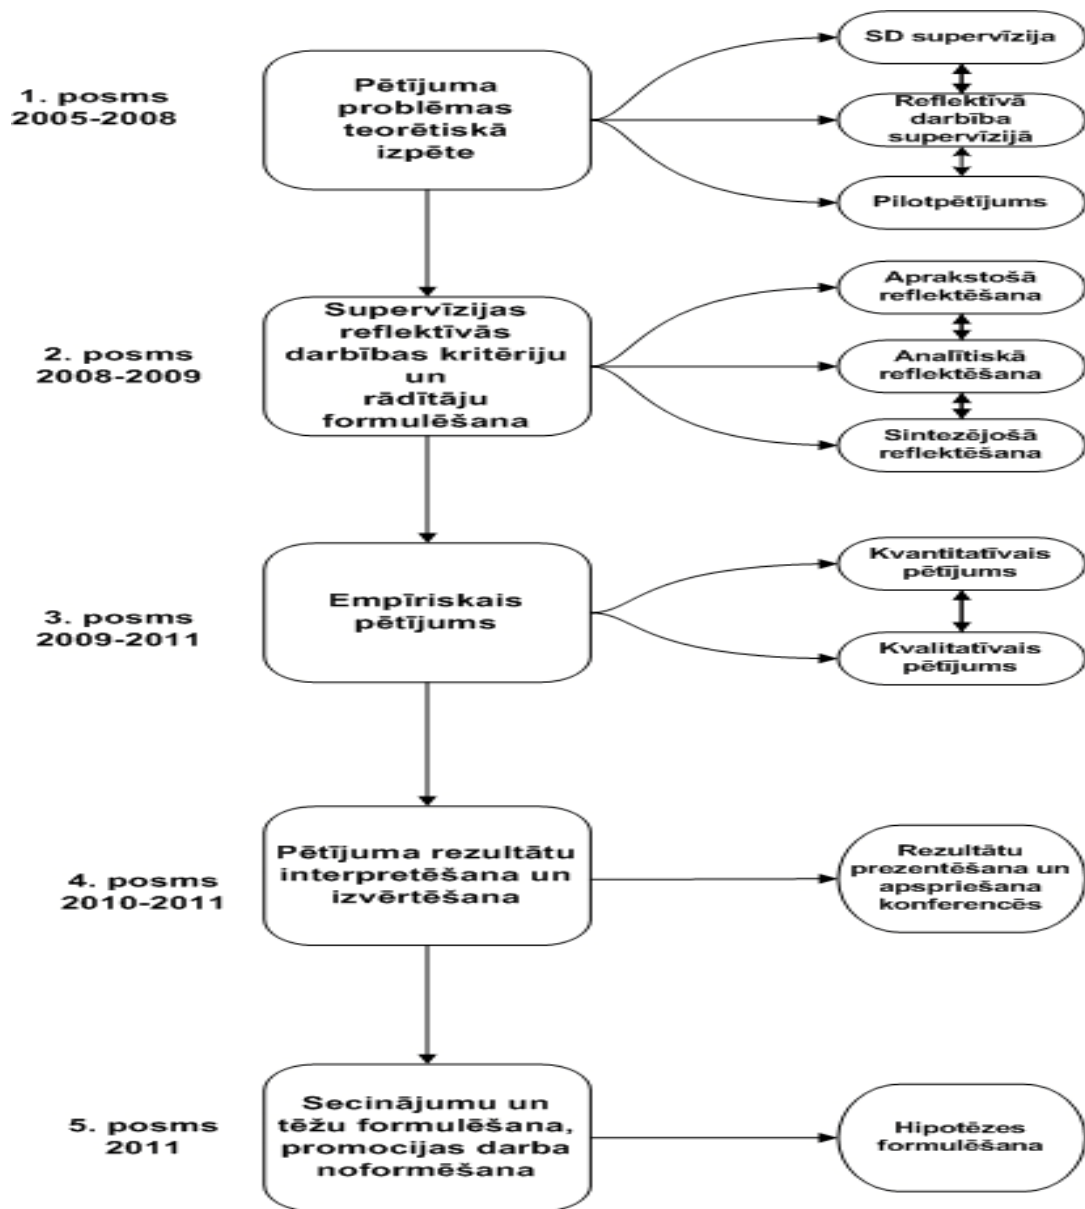 1. posms
2005-2008
Pētījuma
problēmas
teorētiskā
izpēte
SD supervīzija
Reflektīvā
darbība
supervīzijā
Pilotpētījums
2. posms
2008-2009
Supervīzijas
reflektīvās
darbības kritēriju
un
rādītāju
formulēšana
Aprakstošā
reflektēšana
Analītiskā
reflektēšana
Sintezējošā
reflektēšana
3. posms
2009-2011
Empīriskais
pētījums
Kvantitatīvais
pētījums
Kvalitatīvais
pētījums
4. posms
2010-2011
Pētījuma rezultātu
interpretēšana un
izvērtēšana
Rezultātu
prezentēšana un
apspriešana
konferencēs
5. posms
2011
Secinājumu un
tēžu formulēšana,
promocijas darba
noformēšana
Hipotēzes
formulēšana